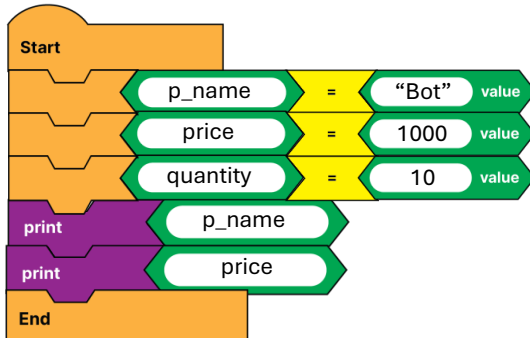 Start
p_name = “Bot” value
price = 1000 value
quantity = 10 value
print p_name
print price
End